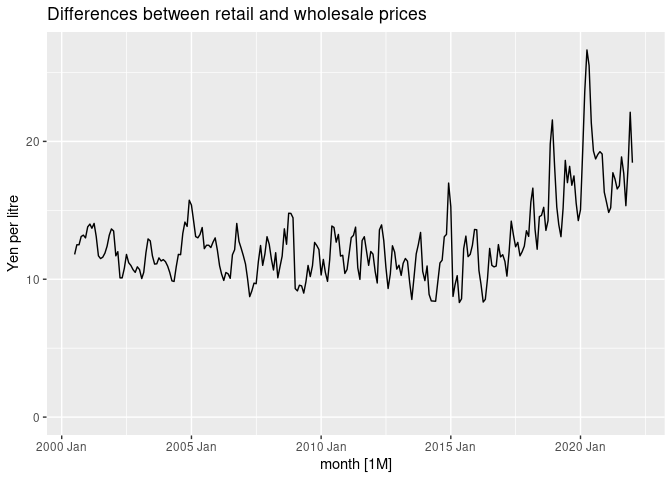 Differences between retail and wholesale prices
Yen per litre
20
10
0
2000 Jan 2005 Jan 2010 Jan 2015 Jan 2020 Jan
month [1M]